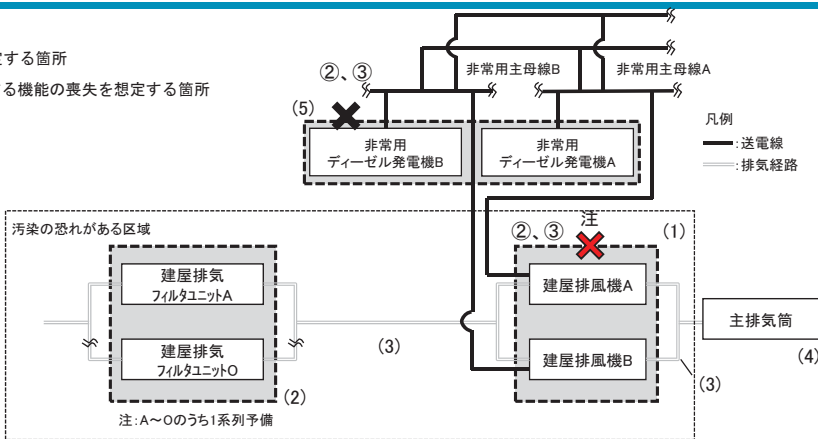 定する箇所
る機能の喪失を想定する箇所
②、③
非常用主母線B
非常用主母線A
(5)
非常用
ディーゼル発電機B
非常用
ディーゼル発電機A
凡例
:送電線
:排気経路
汚染の恐れがある区域
注
②、③
(1)
建屋排気
フィルタユニットA
建屋排風機A
主排気筒
(3)
(4)
建屋排気
フィルタユニットO
建屋排風機B
(3)
(2)
注:A～Oのうち1系列予備